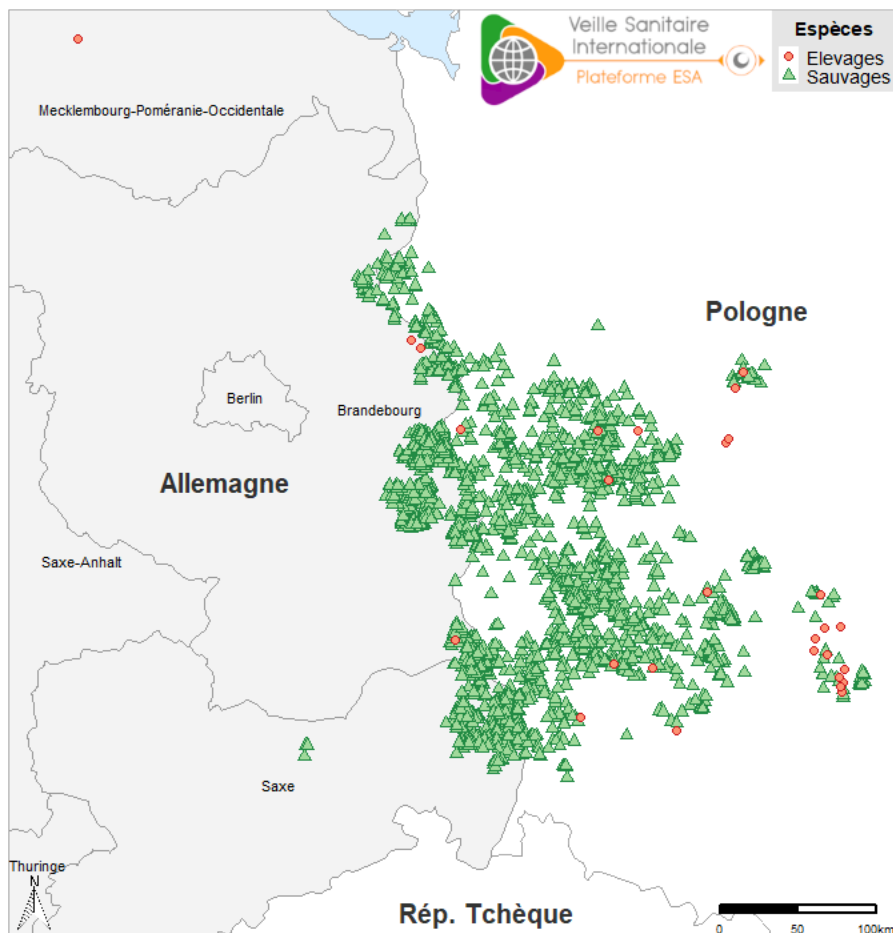 Veille Sanitaire
Internationale
Plateforme ESA
Espèces
Elevages
Sauvages
Mecklembourg-Poméranie-Occidentale
Pologne
Berlin
Brandebourg
Allemagne
Saxe-Anhalt
Saxe
Thuringe
N
Rép. Tchèque
0 50 100km